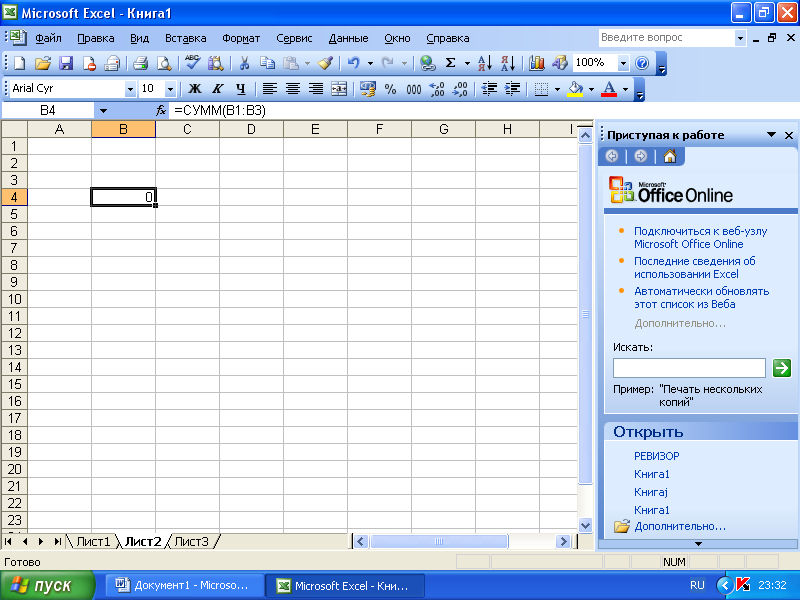 Microsoft Excel - Книга1
Файл Правка Вид Вставка Формат Сервис Данные Окно Справка Введите вопрос
ABC Σ А Я Я А 100% ?
Arial Cyr 10 Ж К Ч % 000 А
B4 fx =СУММ(B1:B3)
A B C D E F G H I
1
2
3
4 0
5
6
7
8
9
10
11
12
13
14
15
16
17
18
19
20
21
22
23
Лист1 Лист2 Лист3
Приступая к работе
Microsoft
Office Online
Подключиться к веб-узлу
Microsoft Office Online
Последние сведения об
использовании Excel
Автоматически обновлять
этот список из Веба
Дополнительно...
Искать:
Пример: "Печать нескольких
копий"
Открыть
РЕВИЗОР
Книга1
Книгаj
Книга1
Дополнительно...
Готово NUM
пуск Документ1 - Microso... Microsoft Excel - Кни... RU 23:32